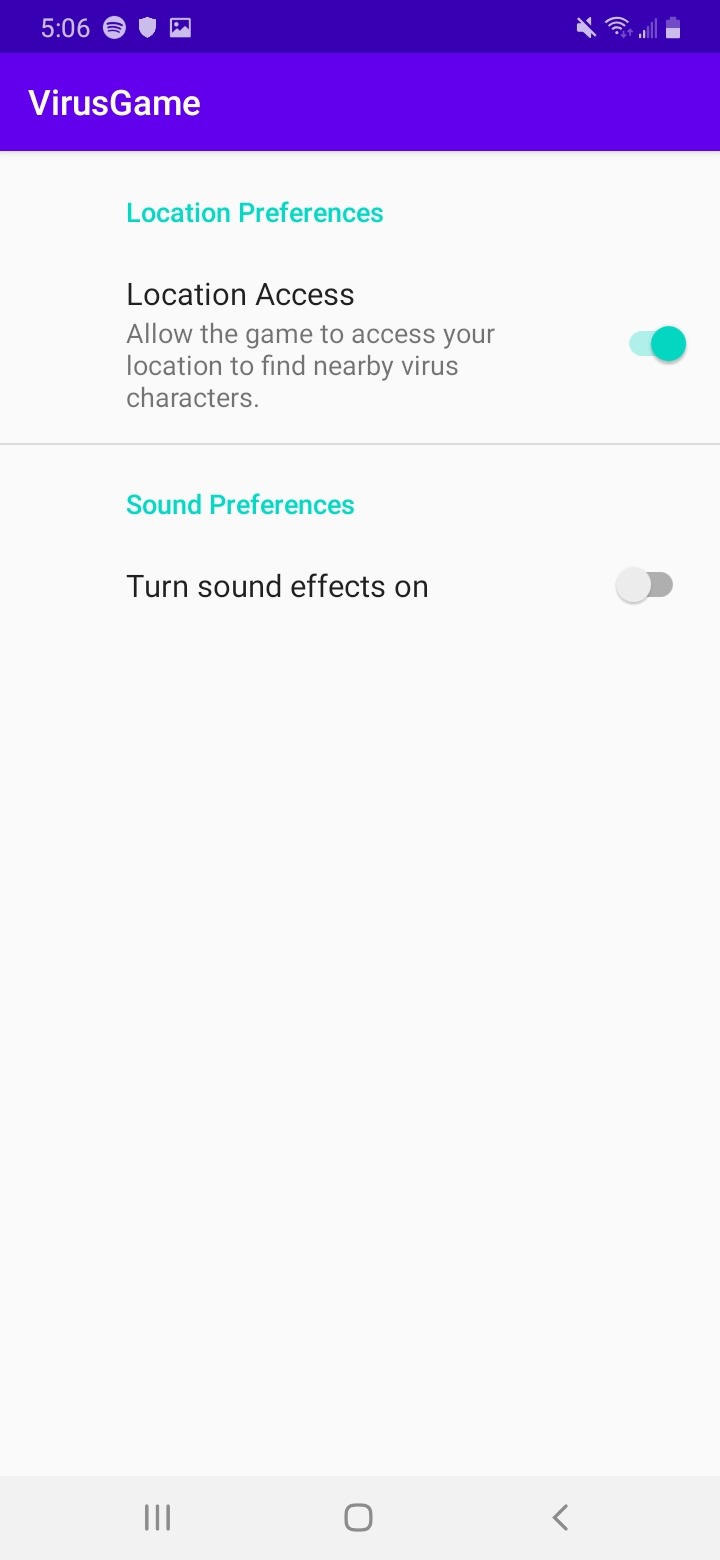 5:06
VirusGame
Location Preferences
Location Access
Allow the game to access your
location to find nearby virus
characters.
Sound Preferences
Turn sound effects on